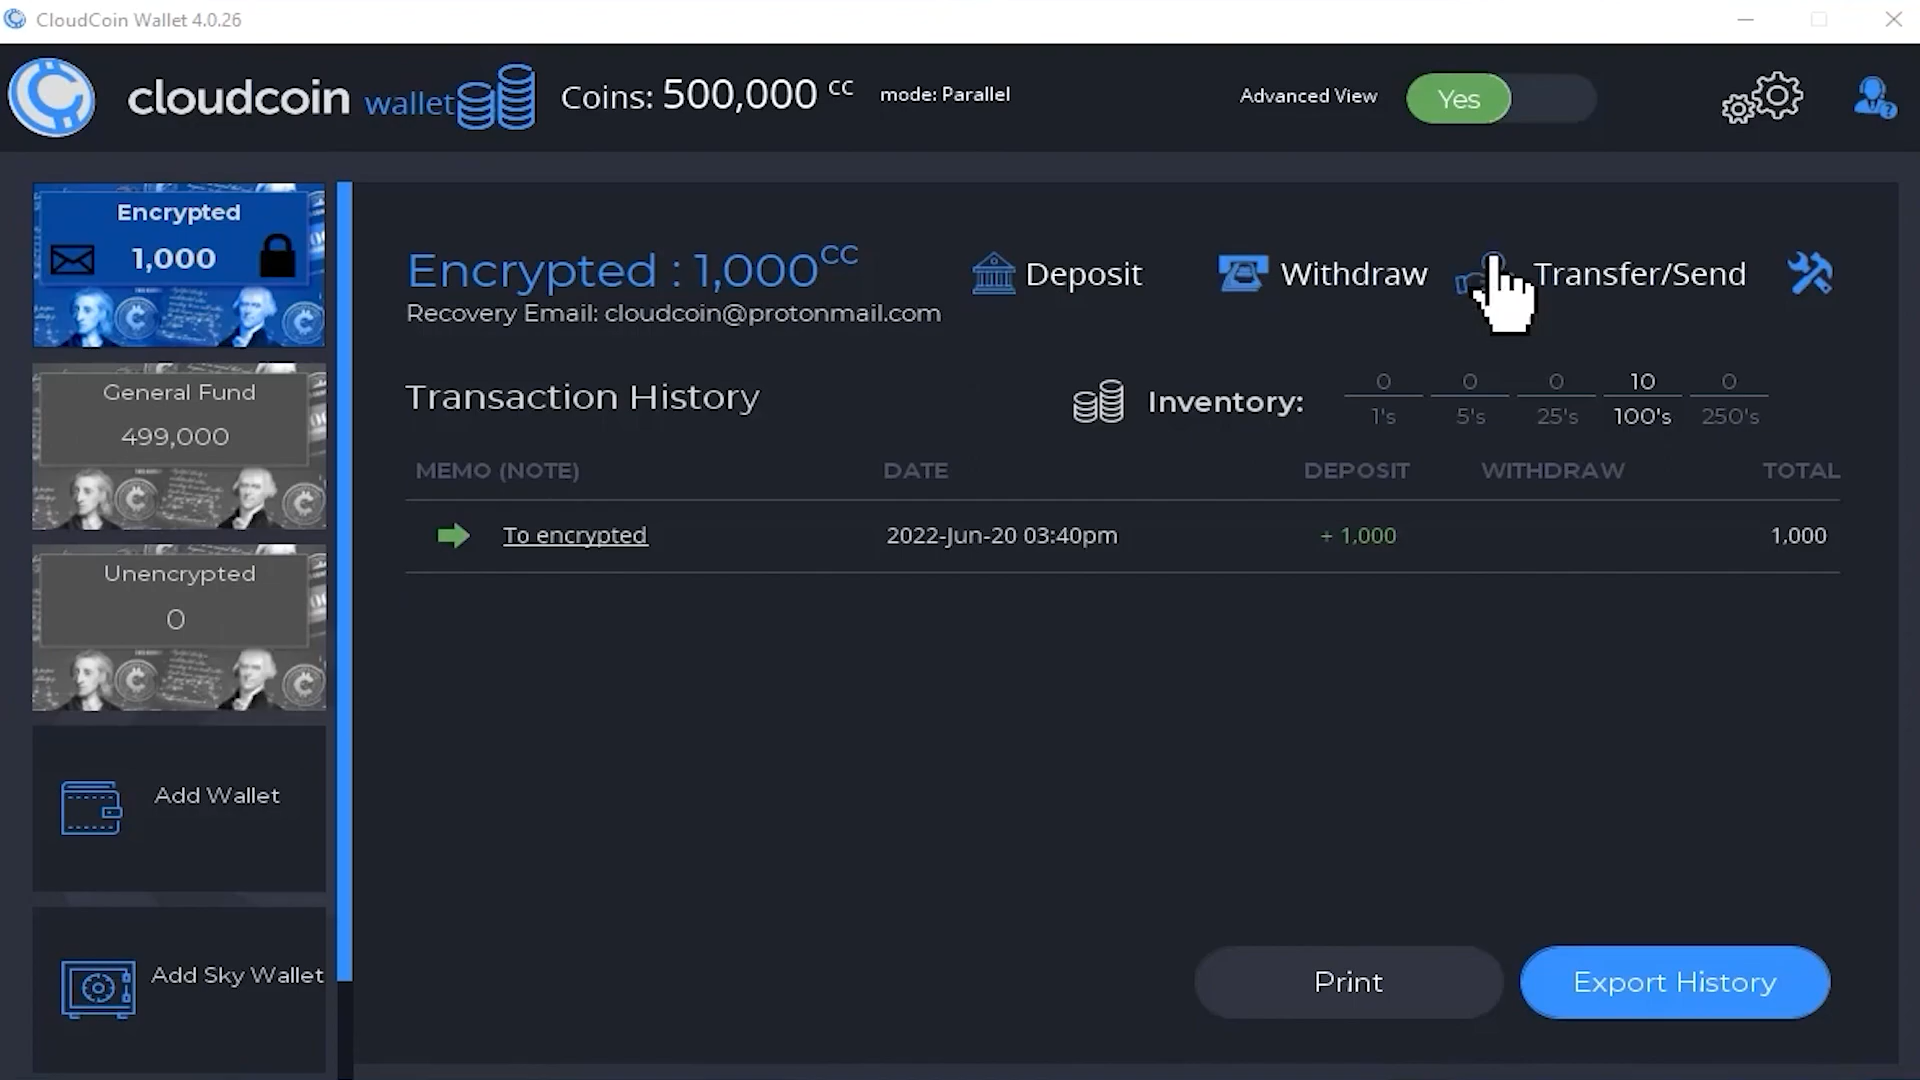 CloudCoin Wallet 4.0.26
cloudcoin wallet
Coins: 500,000 CC
mode: Parallel
Advanced View
Yes
Encrypted
1,000
General Fund
499,000
Unencrypted
0
Add Wallet
Add Sky Wallet
Encrypted : 1,000 CC
Recovery Email: cloudcoin@protonmail.com
Deposit
Withdraw
Transfer/Send
Transaction History
Inventory:
0 0 0 10 0
1's 5's 25's 100's 250's
MEMO (NOTE) DATE DEPOSIT WITHDRAW TOTAL
To encrypted 2022-Jun-20 03:40pm + 1,000 1,000
Print
Export History